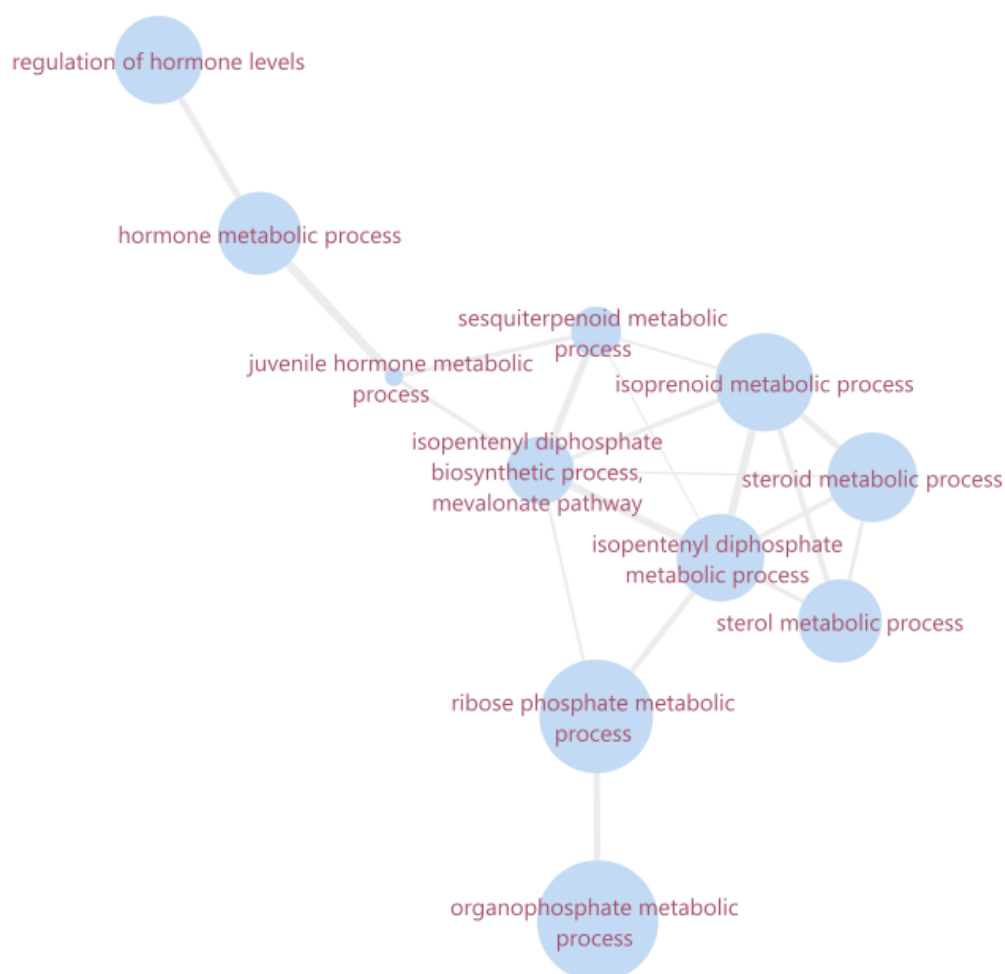 regulation of hormone levels
hormone metabolic process
sesquiterpenoid metabolic
process
juvenile hormone metabolic
process
isoprenoid metabolic process
isopentenyl diphosphate
biosynthetic process,
mevalonate pathway
steroid metabolic process
isopentenyl diphosphate
metabolic process
sterol metabolic process
ribose phosphate metabolic
process
organophosphate metabolic
process